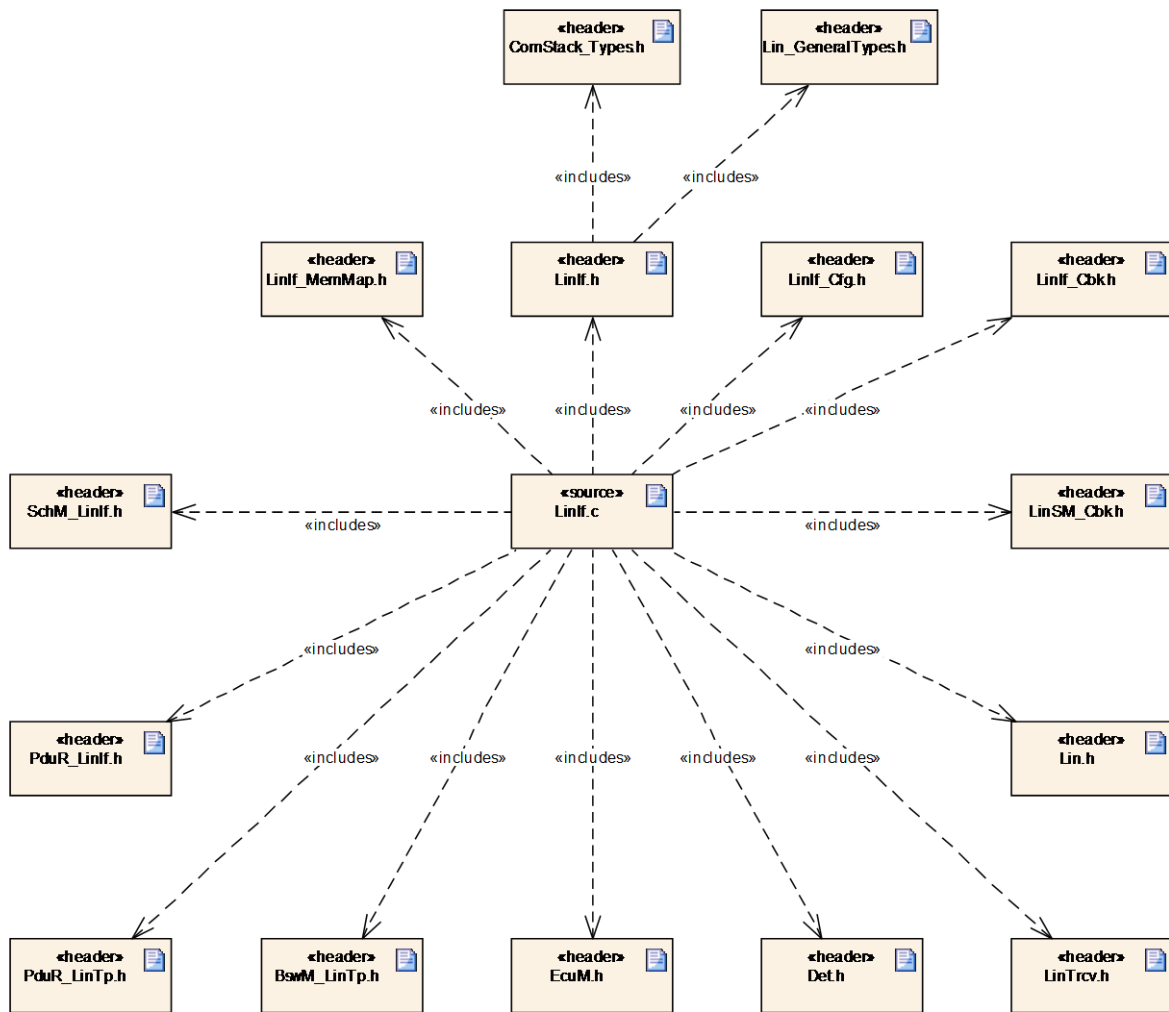 «header»
ComStack_Types.h
«header»
Lin_GeneralTypes.h
«includes»
«includes»
«header»
LinIf_MemMap.h
«header»
LinIf.h
«header»
LinIf_Cfg.h
«header»
LinIf_Cbk.h
«includes»
«includes»
«includes»
«includes»
«header»
SchM_LinIf.h
«source»
LinIf.c
«header»
LinSM_Cbk.h
«includes»
«includes»
«includes»
«includes»
«header»
PduR_LinIf.h
«header»
Lin.h
«includes»
«includes»
«includes»
«includes»
«includes»
«header»
PduR_LinTp.h
«header»
BswM_LinTp.h
«header»
EcuM.h
«header»
Det.h
«header»
LinTrcv.h